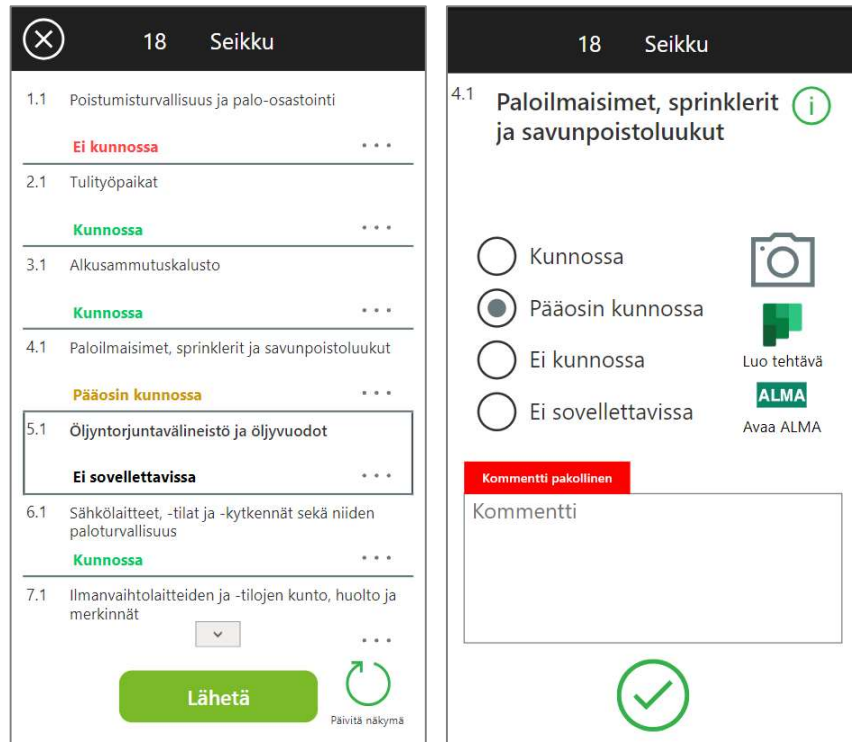 18 Seikku
1.1 Poistumisturvallisuus ja palo-osastointi
Ei kunnossa
2.1 Tulityöpaikat
Kunnossa
3.1 Alkusammutuskalusto
Kunnossa
4.1 Paloilmaisimet, sprinklerit ja savunpoistoluukut
Pääosin kunnossa
5.1 Öljyntorjuntavälineistö ja öljyvuodot
Ei sovellettavissa
6.1 Sähkölaitteet, -tilat ja -kytkennät sekä niiden
paloturvallisuus
Kunnossa
7.1 Ilmanvaihtolaitteiden ja -tilojen kunto, huolto ja
merkinnät
Lähetä
Päivitä näkymä
18 Seikku
4.1 Paloilmaisimet, sprinklerit
ja savunpoistoluukut
Kunnossa
Pääosin kunnossa
Ei kunnossa
Luo tehtävä
Ei sovellettavissa
ALMA
Avaa ALMA
Kommentti pakollinen
Kommentti